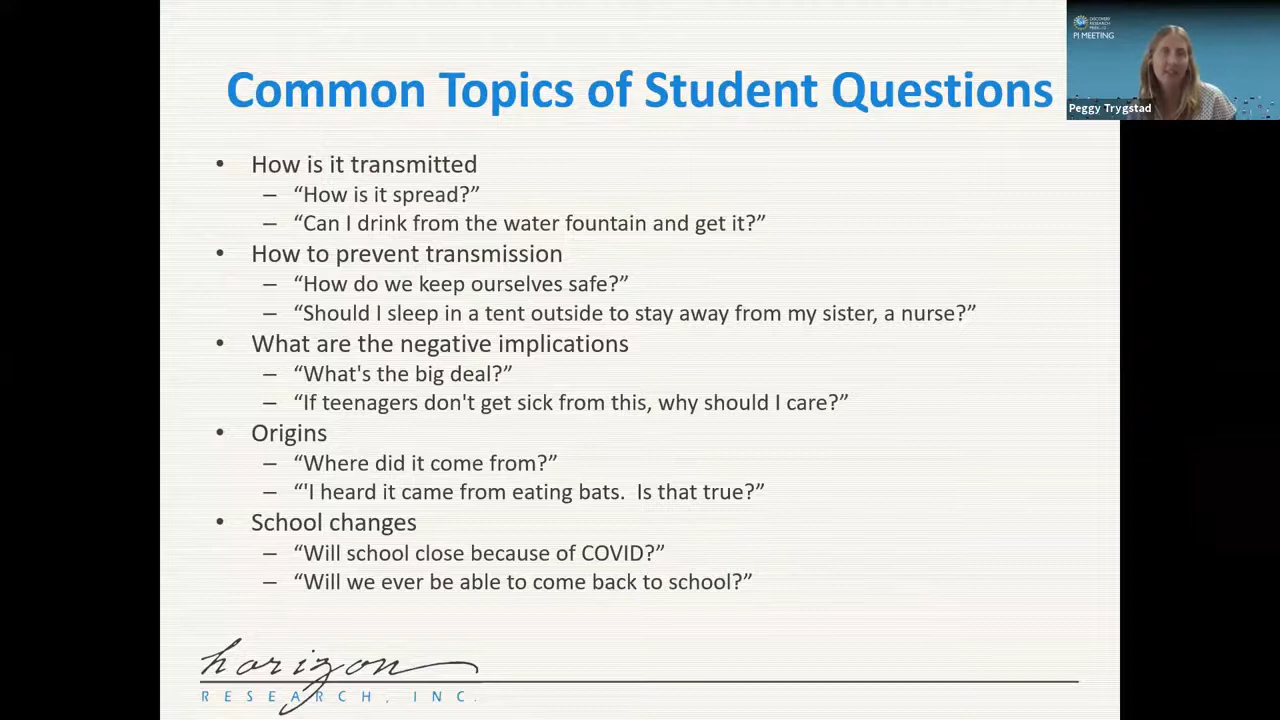 Common Topics of Student Questions
PI MEETING
Peggy Trygstad
• How is it transmitted
– “How is it spread?”
– “Can I drink from the water fountain and get it?”
• How to prevent transmission
– “How do we keep ourselves safe?”
– “Should I sleep in a tent outside to stay away from my sister, a nurse?”
• What are the negative implications
– “What's the big deal?”
– “If teenagers don't get sick from this, why should I care?”
• Origins
– “Where did it come from?”
– “'I heard it came from eating bats.  Is that true?”
• School changes
– “Will school close because of COVID?”
– “Will we ever be able to come back to school?”
horizon
RESEARCH, INC.